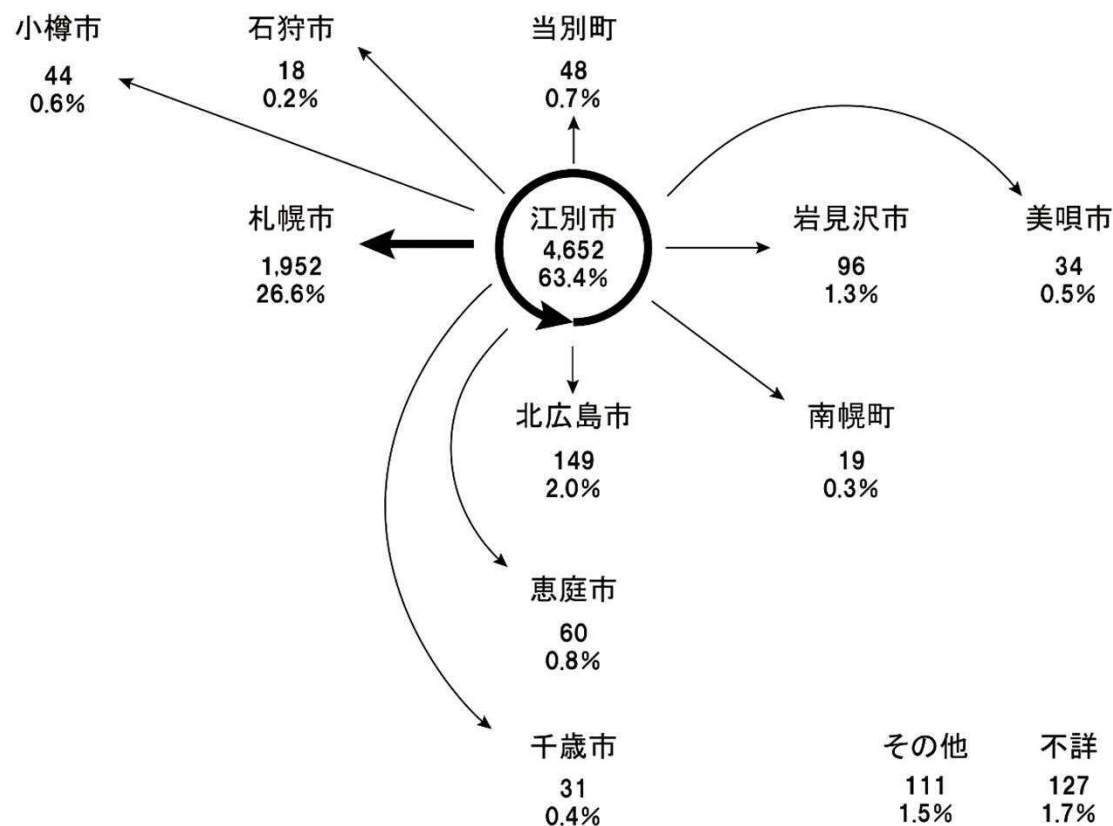 小樽市
44
0.6%
石狩市
18
0.2%
当別町
48
0.7%
札幌市
1,952
26.6%
江別市
4,652
63.4%
岩見沢市
96
1.3%
美唄市
34
0.5%
北広島市
149
2.0%
南幌町
19
0.3%
恵庭市
60
0.8%
千歳市
31
0.4%
その他
111
1.5%
不詳
127
1.7%